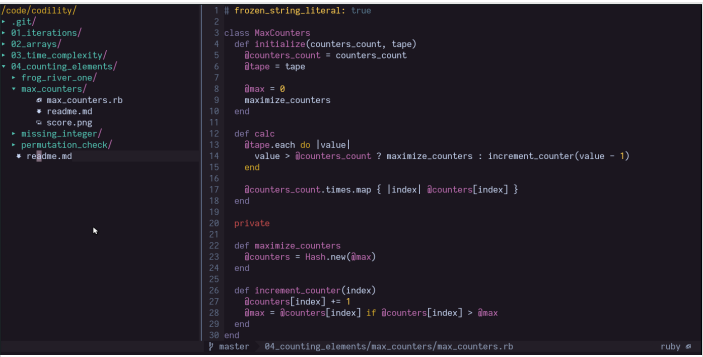 /code/codility/
▸ .git/
▸ 01_iterations/
▸ 02_arrays/
▸ 03_time_complexity/
▾ 04_counting_elements/
▸ frog_river_one/
▾ max_counters/
max_counters.rb
readme.md
score.png
▸ missing_integer/
▸ permutation_check/
readme.md
1 # frozen_string_literal: true
2
3 class MaxCounters
4 def initialize(counters_count, tape)
5 @counters_count = counters_count
6 @tape = tape
7
8 @max = 0
9 maximize_counters
10 end
11
12 def calc
13 @tape.each do |value|
14 value > @counters_count ? maximize_counters : increment_counter(value - 1)
15 end
16
17 @counters_count.times.map { |index| @counters[index] }
18 end
19
20 private
21
22 def maximize_counters
23 @counters = Hash.new(@max)
24 end
25
26 def increment_counter(index)
27 @counters[index] += 1
28 @max = @counters[index] if @counters[index] > @max
29 end
30 end
master 04_counting_elements/max_counters/max_counters.rb ruby